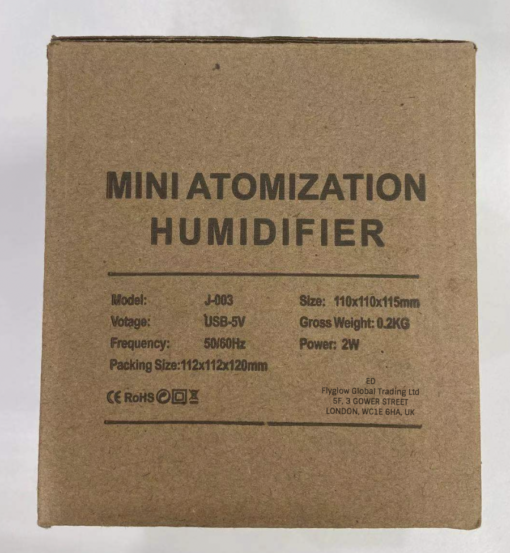 MINI ATOMIZATION
HUMIDIFIER
Model: J-003 Size: 110x110x115mm
Votage: USB-5V Gross Weight: 0.2KG
Frequency: 50/60Hz Power: 2W
Packing Size:112x112x120mm
CE RoHS
ED
Flyglow Global Trading Ltd
5F, 3 GOWER STREET
LONDON, WC1E 6HA, UK